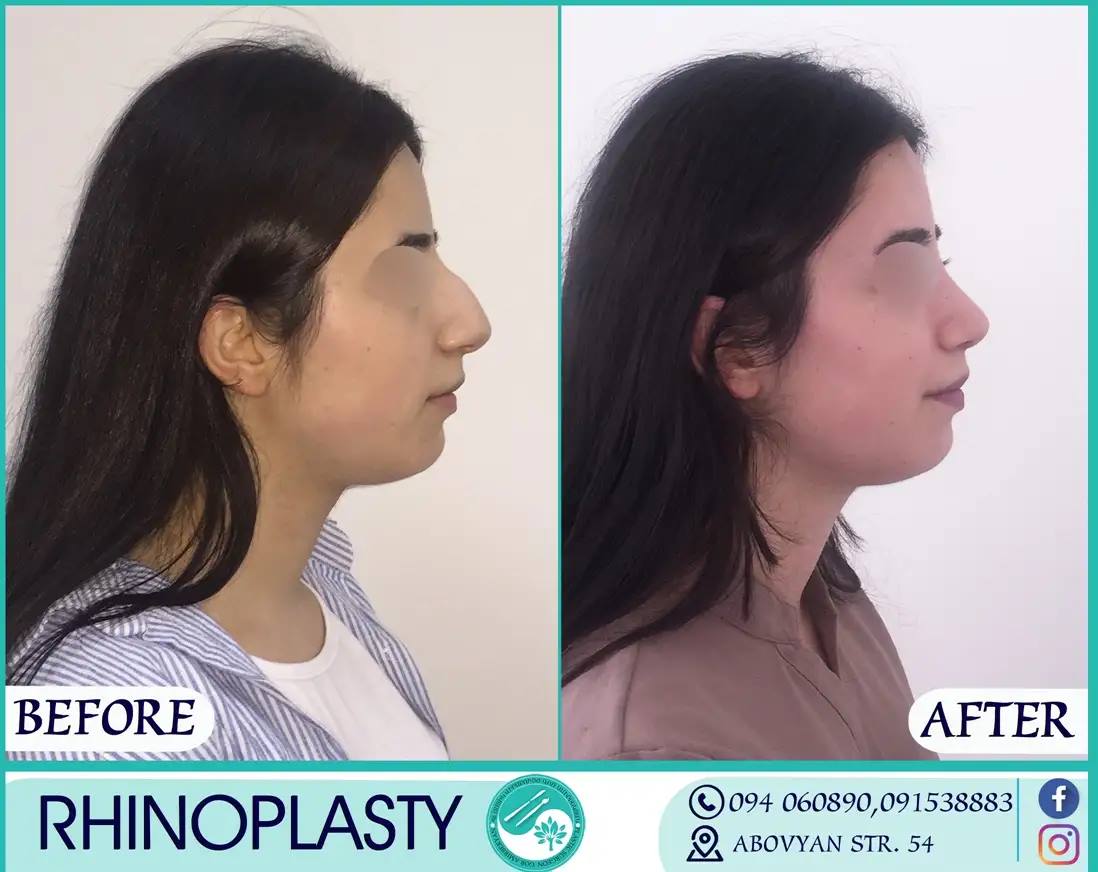 BEFORE
AFTER
RHINOPLASTY
094 060890,091538883
ABOVYAN STR. 54